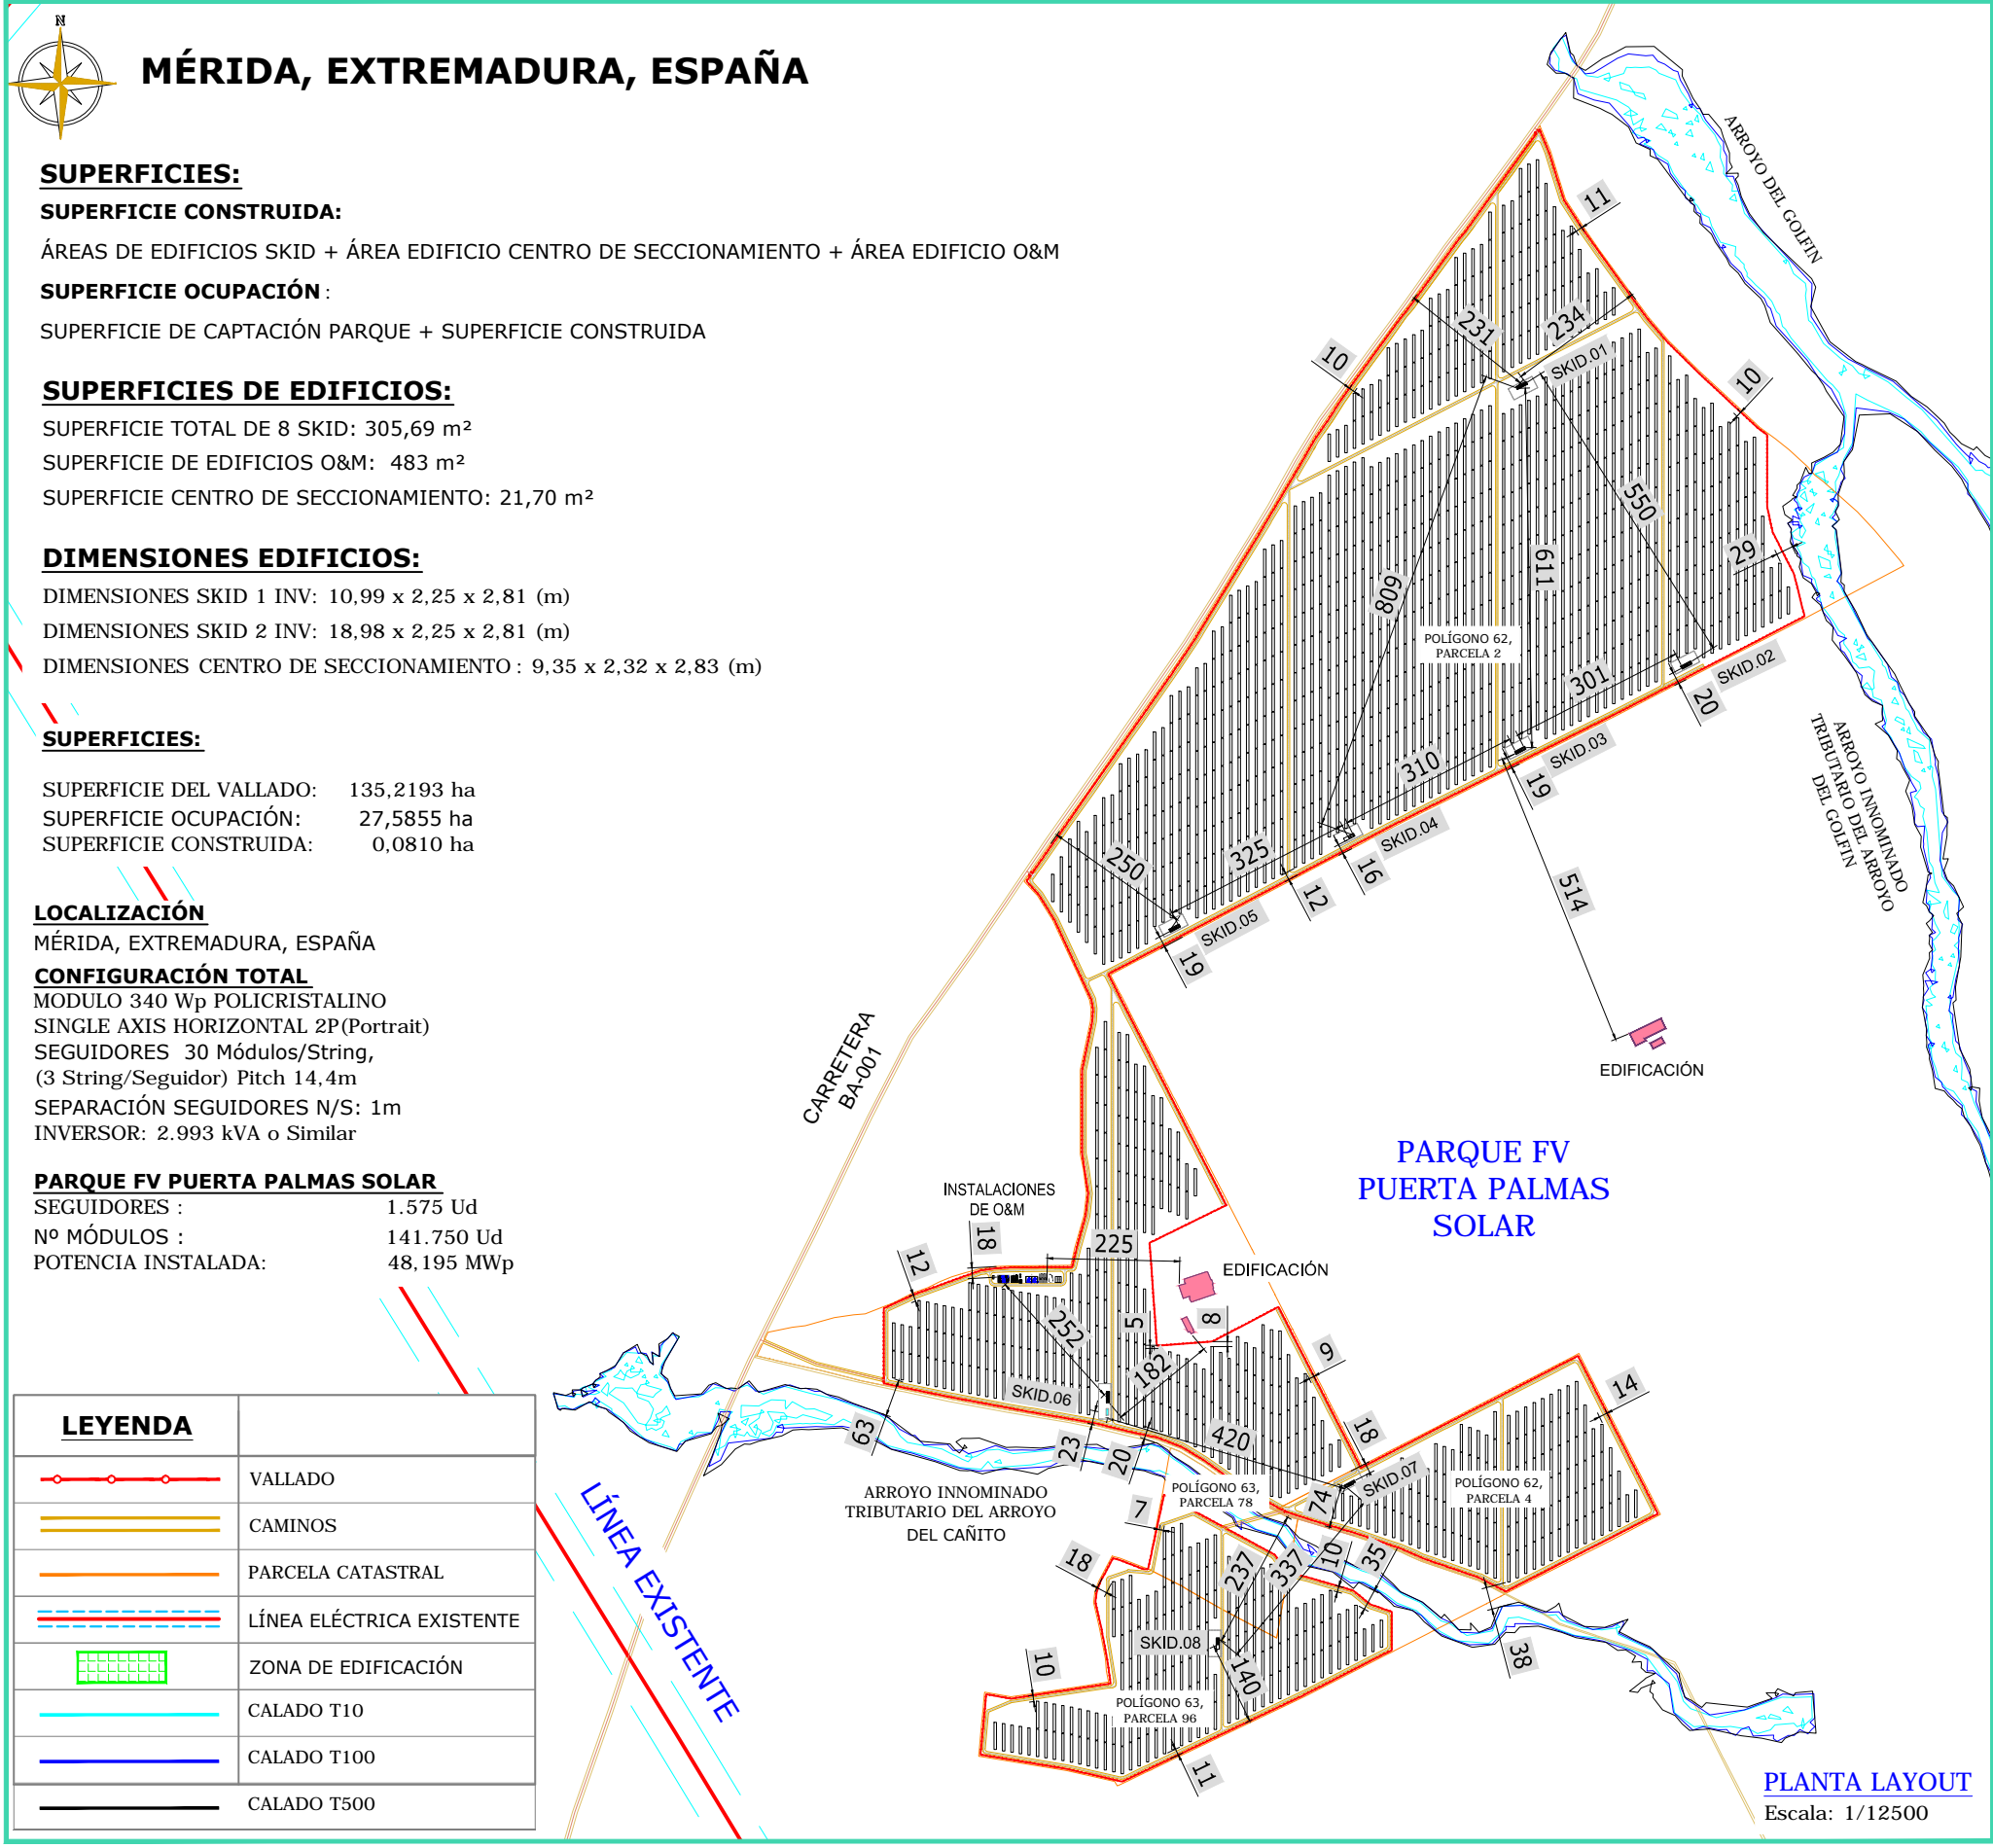 N
MÉRIDA, EXTREMADURA, ESPAÑA
SUPERFICIES:
SUPERFICIE CONSTRUIDA:
ÁREAS DE EDIFICIOS SKID + ÁREA EDIFICIO CENTRO DE SECCIONAMIENTO + ÁREA EDIFICIO O&M
SUPERFICIE OCUPACIÓN :
SUPERFICIE DE CAPTACIÓN PARQUE + SUPERFICIE CONSTRUIDA
SUPERFICIES DE EDIFICIOS:
SUPERFICIE TOTAL DE 8 SKID: 305,69 m²
SUPERFICIE DE EDIFICIOS O&M: 483 m²
SUPERFICIE CENTRO DE SECCIONAMIENTO: 21,70 m²
DIMENSIONES EDIFICIOS:
DIMENSIONES SKID 1 INV: 10,99 x 2,25 x 2,81 (m)
DIMENSIONES SKID 2 INV: 18,98 x 2,25 x 2,81 (m)
DIMENSIONES CENTRO DE SECCIONAMIENTO : 9,35 x 2,32 x 2,83 (m)
SUPERFICIES:
SUPERFICIE DEL VALLADO: 135,2193 ha
SUPERFICIE OCUPACIÓN: 27,5855 ha
SUPERFICIE CONSTRUIDA: 0,0810 ha
LOCALIZACIÓN
MÉRIDA, EXTREMADURA, ESPAÑA
CONFIGURACIÓN TOTAL
MODULO 340 Wp POLICRISTALINO
SINGLE AXIS HORIZONTAL 2P(Portrait)
SEGUIDORES 30 Módulos/String,
(3 String/Seguidor) Pitch 14,4m
SEPARACIÓN SEGUIDORES N/S: 1m
INVERSOR: 2.993 kVA o Similar
PARQUE FV PUERTA PALMAS SOLAR
SEGUIDORES : 1.575 Ud
Nº MÓDULOS : 141.750 Ud
POTENCIA INSTALADA: 48,195 MWp
LEYENDA
VALLADO
CAMINOS
PARCELA CATASTRAL
LÍNEA ELÉCTRICA EXISTENTE
ZONA DE EDIFICACIÓN
CALADO T10
CALADO T100
CALADO T500
ARROYO DEL GOLFIN
11
231
234
10
SKID.01
10
550
29
809
611
POLÍGONO 62,
PARCELA 2
301
SKID.02
20
ARROYO INNOMINADO
TRIBUTARIO DEL ARROYO
DEL GOLFIN
310
SKID.03
19
325
SKID.04
16
250
12
SKID.05
19
514
EDIFICACIÓN
CARRETERA
BA-001
PARQUE FV
PUERTA PALMAS
SOLAR
INSTALACIONES
DE O&M
18
12
225
EDIFICACIÓN
252
5
8
182
9
SKID.06
63
23
20
420
18
14
SKID.07
POLÍGONO 62,
PARCELA 4
74
POLÍGONO 63,
PARCELA 78
ARROYO INNOMINADO
TRIBUTARIO DEL ARROYO
DEL CAÑITO
LÍNEA EXISTENTE
7
18
237
337
10
35
SKID.08
140
38
10
POLÍGONO 63,
PARCELA 96
11
PLANTA LAYOUT
Escala: 1/12500